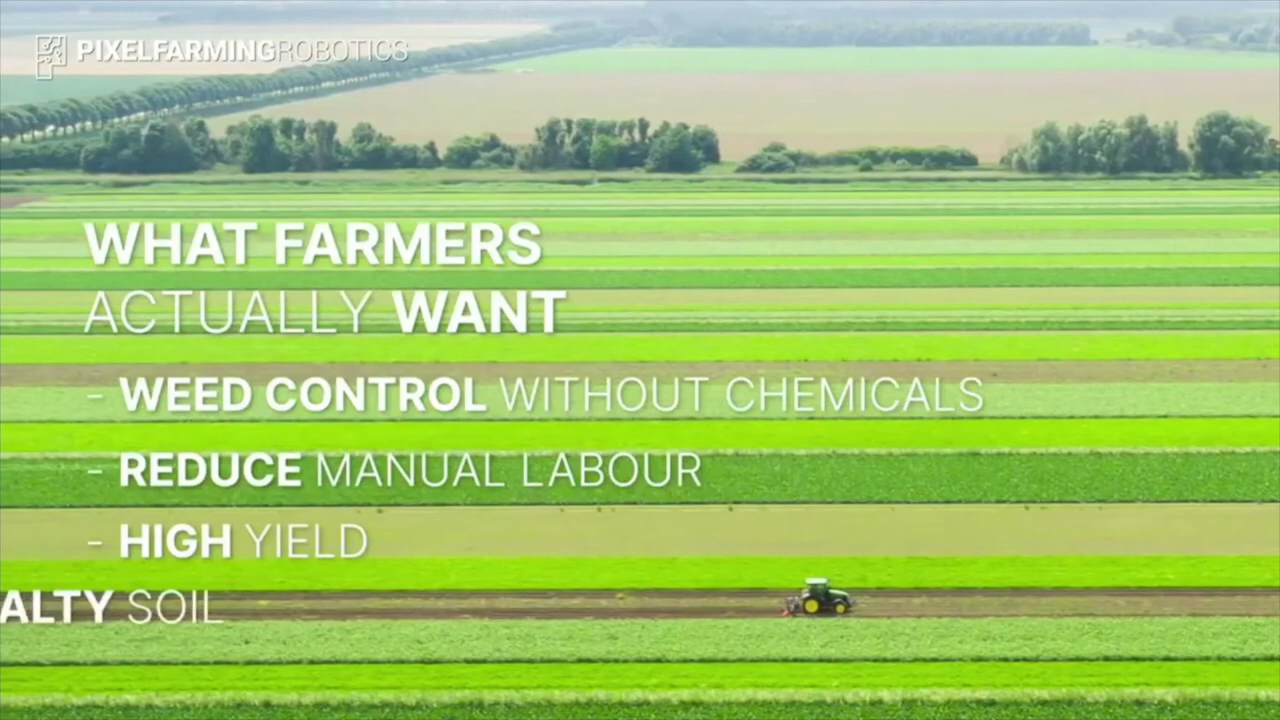 PIXELFARMINGROBOTICS
WHAT FARMERS
ACTUALLY WANT
- WEED CONTROL WITHOUT CHEMICALS
- REDUCE MANUAL LABOUR
- HIGH YIELD
ALTY SOIL